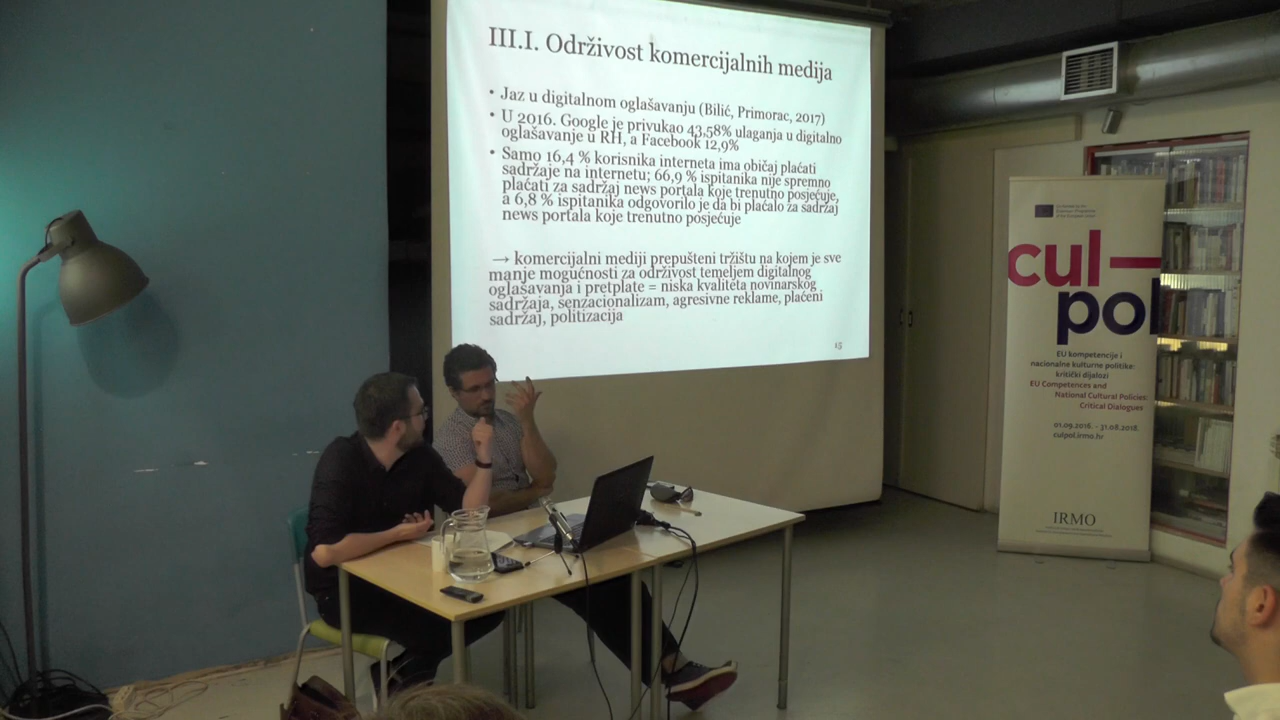 III.I. Održivost komercijalnih medija
• Jaz u digitalnom oglašavanju (Bilić, Primorac, 2017)
• U 2016. Google je privukao 43,58% ulaganja u digitalno
oglašavanje u RH, a Facebook 12,9%
• Samo 16,4 % korisnika interneta ima običaj plaćati
sadržaje na internetu; 66,9 % ispitanika nije spremno
plaćati za sadržaj news portala koje trenutno posjećuje,
a 6,8 % ispitanika odgovorilo je da bi plaćalo za sadržaj
news portala koje trenutno posjećuje
→ komercijalni mediji prepušteni tržištu na kojem je sve
manje mogućnosti za održivost temeljem digitalnog
oglašavanja i pretplate = niska kvaliteta novinarskog
sadržaja, senzacionalizam, agresivne reklame, plaćeni
sadržaj, politizacija
15
cul—
pol
EU kompetencije i
nacionalne kulturne politike:
kritički dijalozi
EU Competences and
National Cultural Policies:
Critical Dialogues
01.09.2016. - 31.08.2018.
culpol.irmo.hr
IRMO